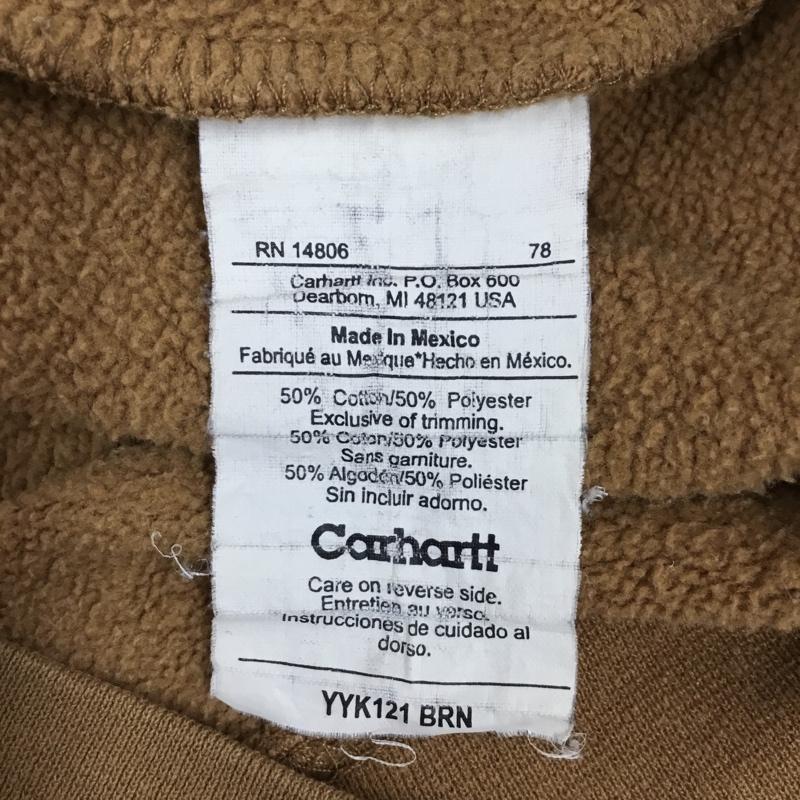 RN 14806 78
Carhartt Inc. P.O. Box 600
Dearborn, MI 48121 USA
Made In Mexico
Fabriqué au Mexique*Hecho en México.
50% Cotton/50% Polyester
Exclusive of trimming.
50% Coton/50% Polyester
Sans garniture.
50% Algodón/50% Poliéster
Sin incluir adorno.
Carhartt
Care on reverse side.
Entretien au verso.
Instrucciones de cuidado al
dorso.
YYK121 BRN